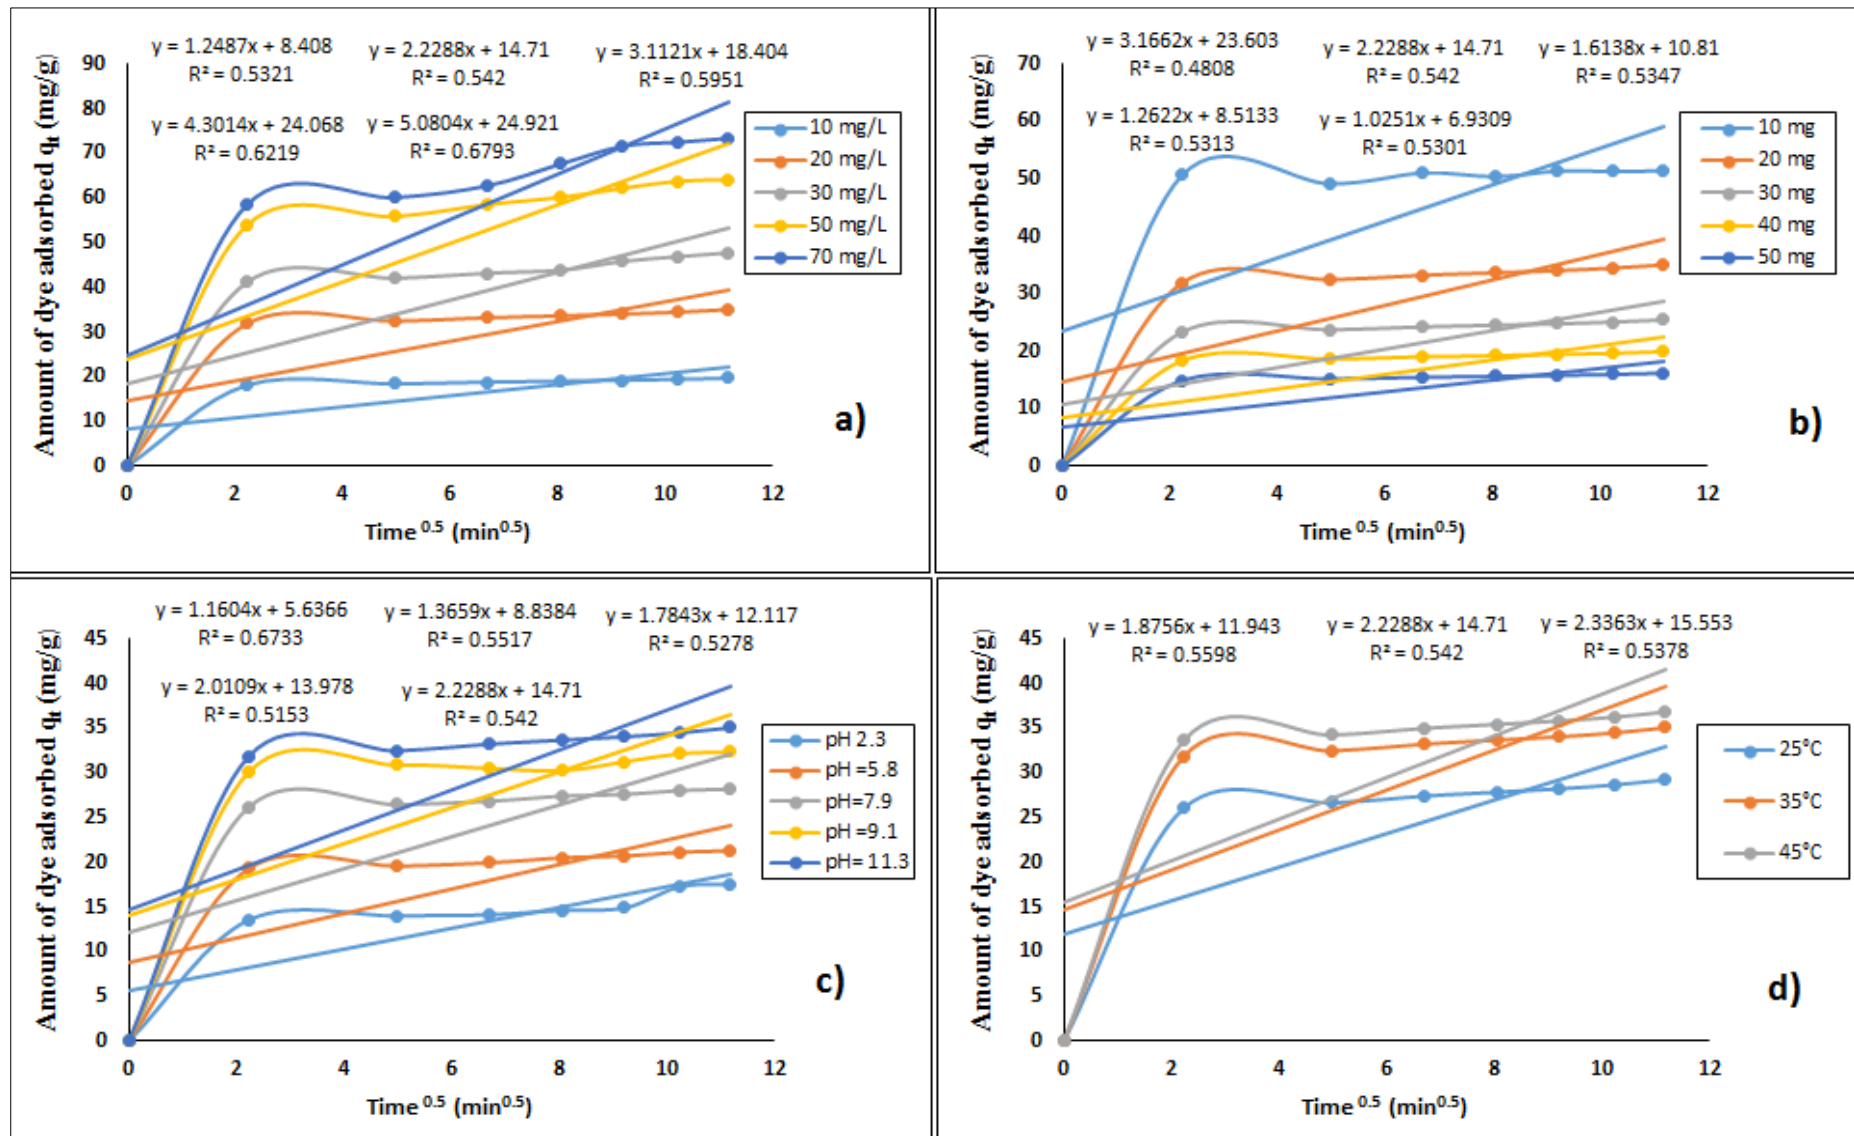 y = 1.2487x + 8.408
R² = 0.5321
y = 2.2288x + 14.71
R² = 0.542
y = 3.1121x + 18.404
R² = 0.5951
y = 4.3014x + 24.068
R² = 0.6219
y = 5.0804x + 24.921
R² = 0.6793
Amount of dye adsorbed qt (mg/g)
90
80
70
60
50
40
30
20
10
0
0 2 4 6 8 10 12
Time 0.5 (min0.5)
10 mg/L
20 mg/L
30 mg/L
50 mg/L
70 mg/L
a)
y = 3.1662x + 23.603
R² = 0.4808
y = 2.2288x + 14.71
R² = 0.542
y = 1.6138x + 10.81
R² = 0.5347
y = 1.2622x + 8.5133
R² = 0.5313
y = 1.0251x + 6.9309
R² = 0.5301
Amount of dye adsorbed qt (mg/g)
70
60
50
40
30
20
10
0
0 2 4 6 8 10 12
Time 0.5 (min0.5)
10 mg
20 mg
30 mg
40 mg
50 mg
b)
y = 1.1604x + 5.6366
R² = 0.6733
y = 1.3659x + 8.8384
R² = 0.5517
y = 1.7843x + 12.117
R² = 0.5278
y = 2.0109x + 13.978
R² = 0.5153
y = 2.2288x + 14.71
R² = 0.542
Amount of dye adsorbed qt (mg/g)
45
40
35
30
25
20
15
10
5
0
0 2 4 6 8 10 12
Time 0.5 (min0.5)
pH 2.3
pH =5.8
pH=7.9
pH =9.1
pH= 11.3
c)
y = 1.8756x + 11.943
R² = 0.5598
y = 2.2288x + 14.71
R² = 0.542
y = 2.3363x + 15.553
R² = 0.5378
Amount of dye adsorbed qt (mg/g)
45
40
35
30
25
20
15
10
5
0
0 2 4 6 8 10 12
Time 0.5 (min0.5)
25°C
35°C
45°C
d)